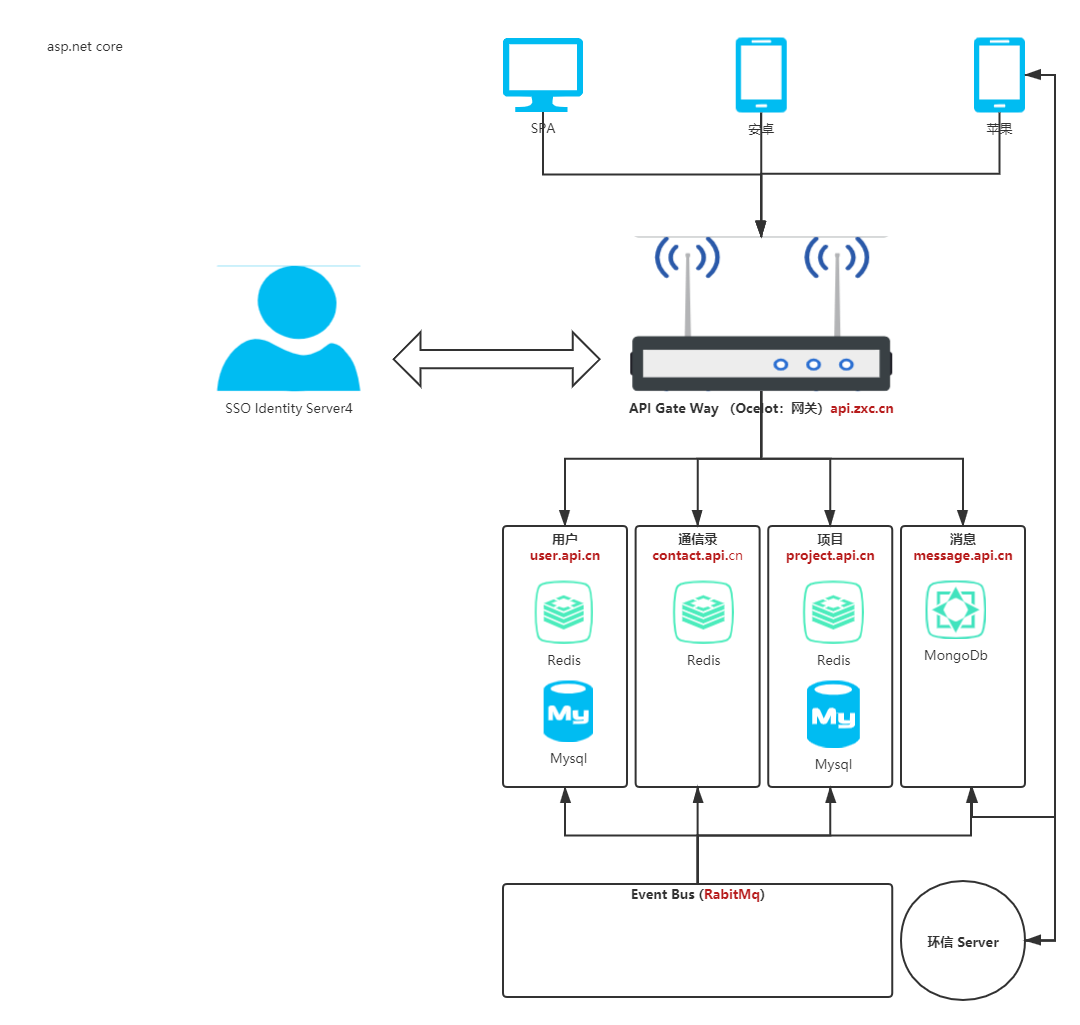 asp.net core
SPA
安卓
苹果
SSO Identity Server4
API Gate Way （Ocelot：网关）api.zxc.cn
用户
user.api.cn
通信录
contact.api.cn
项目
project.api.cn
消息
message.api.cn
Redis
Redis
Redis
MongoDb
My
Mysql
My
Mysql
Event Bus (RabitMq)
环信 Server